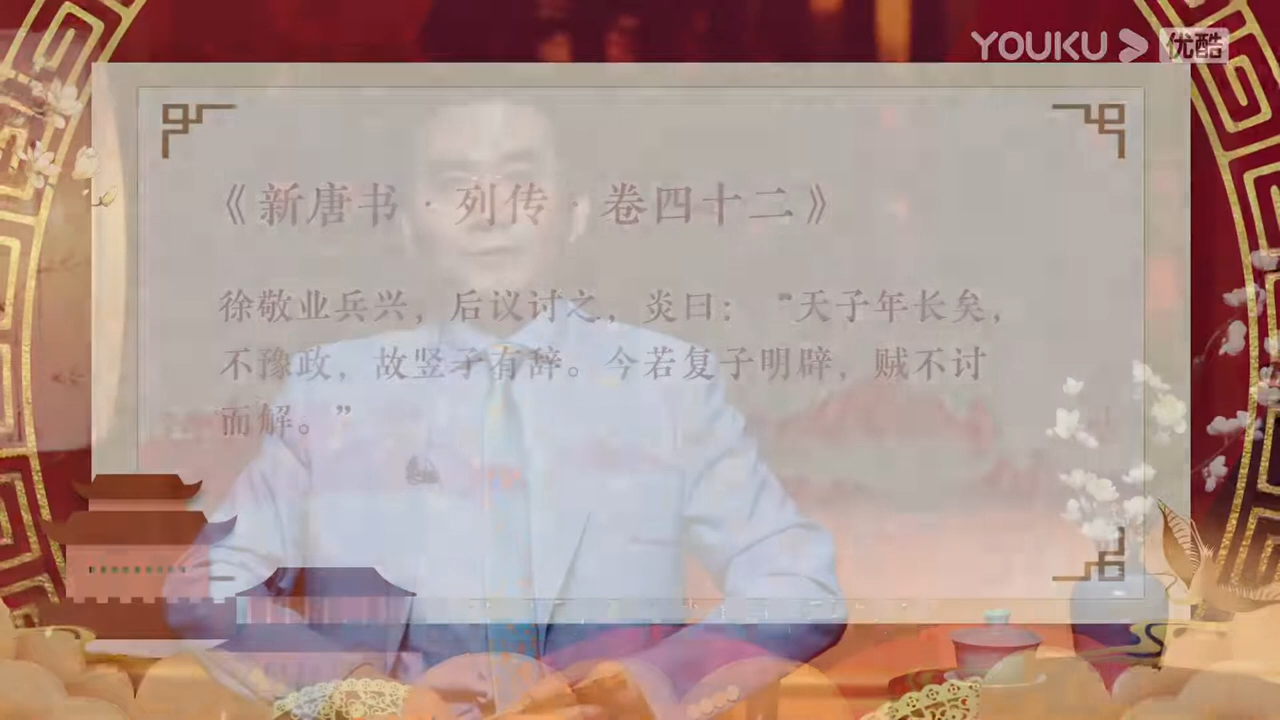 YOUKU 优酷
《新唐书·列传·卷四十二》
徐敬业兵兴，后议讨之，炎曰：“天子年长矣，
不豫政，故竖子有辞。今若复子明辟，贼不讨
而解。”